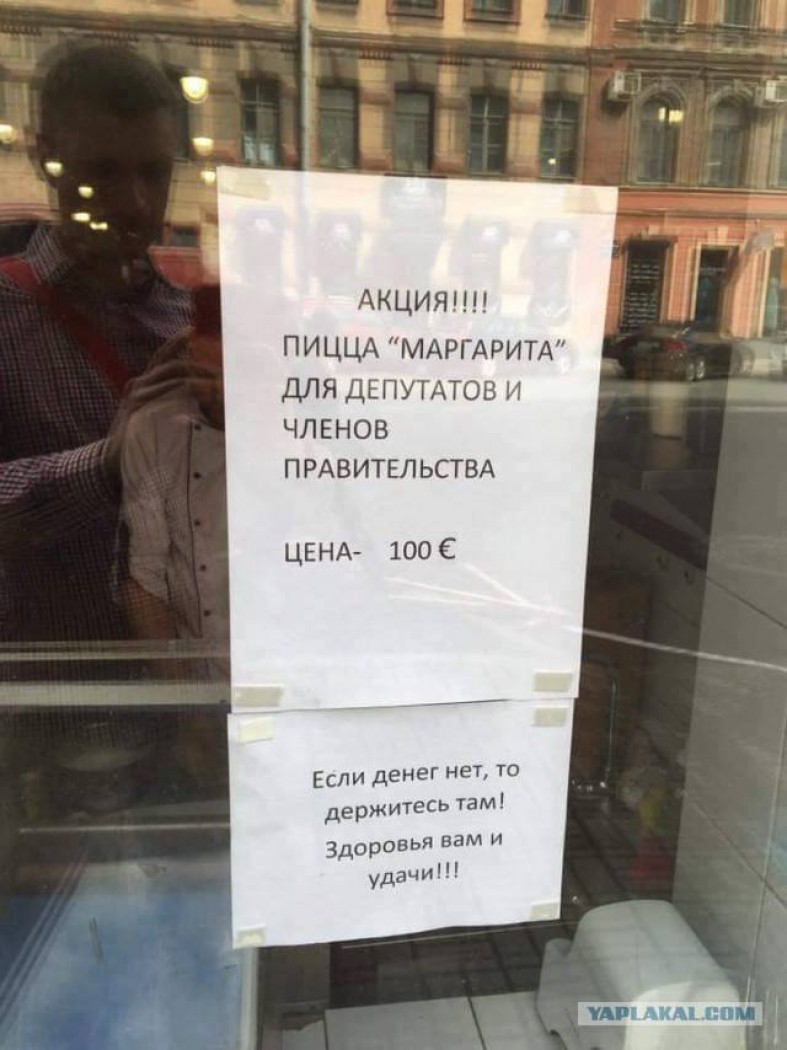 АКЦИЯ!!!!
ПИЦЦА “МАРГАРИТА”
ДЛЯ ДЕПУТАТОВ И
ЧЛЕНОВ
ПРАВИТЕЛЬСТВА
ЦЕНА- 100 €
Если денег нет, то
держитесь там!
Здоровья вам и
удачи!!!
YAPLAKAL.COM